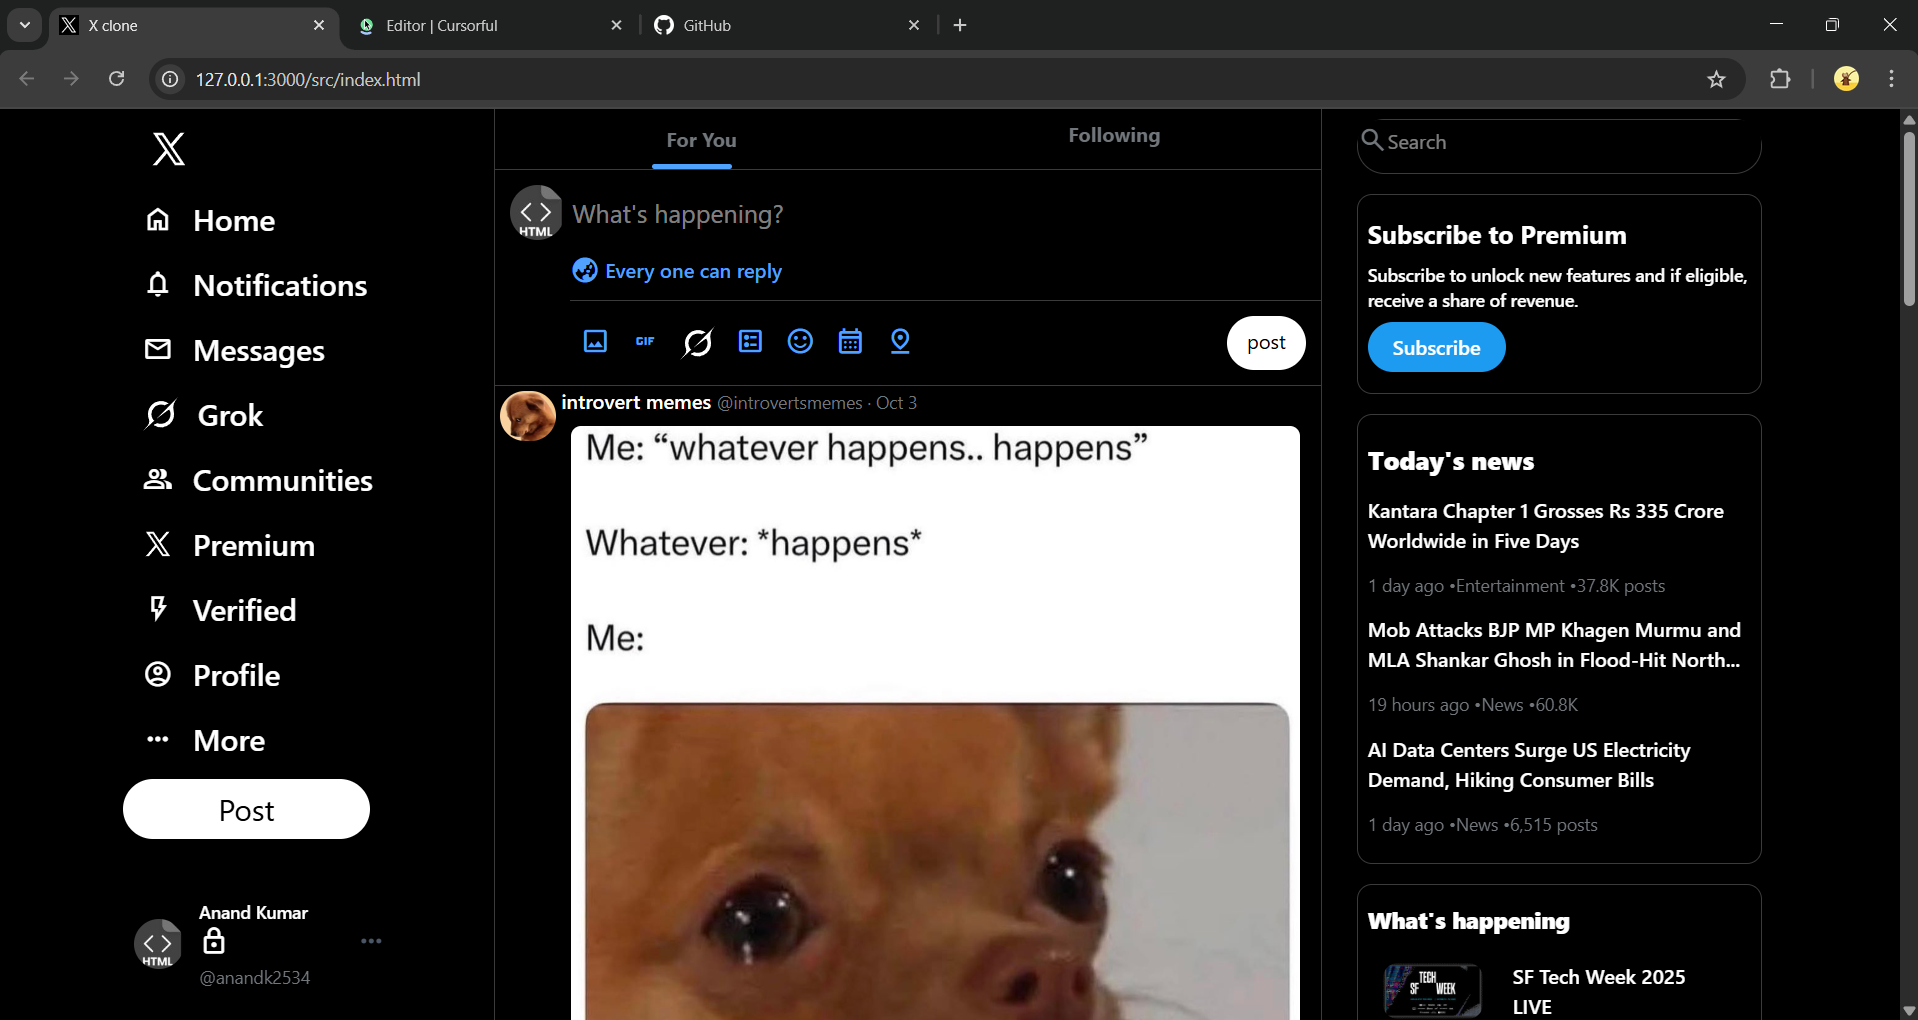 X clone
Editor | Cursorful
GitHub
127.0.0.1:3000/src/index.html
Home
Notifications
Messages
Grok
Communities
Premium
Verified
Profile
More
Post
Anand Kumar
@anandk2534
HTML
For You
Following
HTML
What's happening?
Every one can reply
GIF
post
introvert memes @introvertsmemes · Oct 3
Me: “whatever happens.. happens”
Whatever: *happens*
Me:
Search
Subscribe to Premium
Subscribe to unlock new features and if eligible,
receive a share of revenue.
Subscribe
Today's news
Kantara Chapter 1 Grosses Rs 335 Crore
Worldwide in Five Days
1 day ago •Entertainment •37.8K posts
Mob Attacks BJP MP Khagen Murmu and
MLA Shankar Ghosh in Flood-Hit North...
19 hours ago •News •60.8K
AI Data Centers Surge US Electricity
Demand, Hiking Consumer Bills
1 day ago •News •6,515 posts
What's happening
SF TECH WEEK
SF Tech Week 2025
LIVE